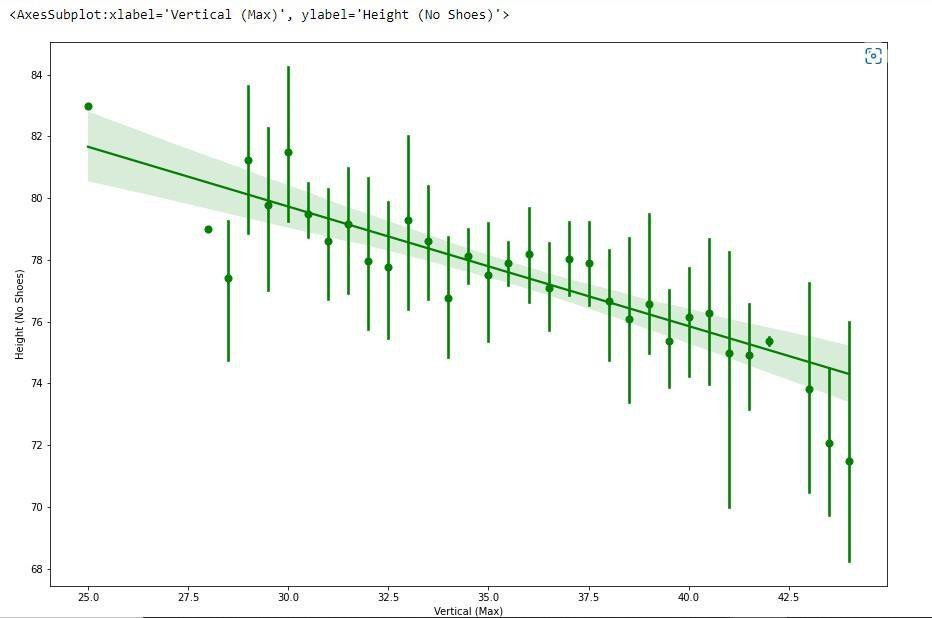 <AxesSubplot:xlabel='Vertical (Max)', ylabel='Height (No Shoes)'>
84
82
80
78
76
74
72
70
68
Height (No Shoes)
25.0 27.5 30.0 32.5 35.0 37.5 40.0 42.5
Vertical (Max)